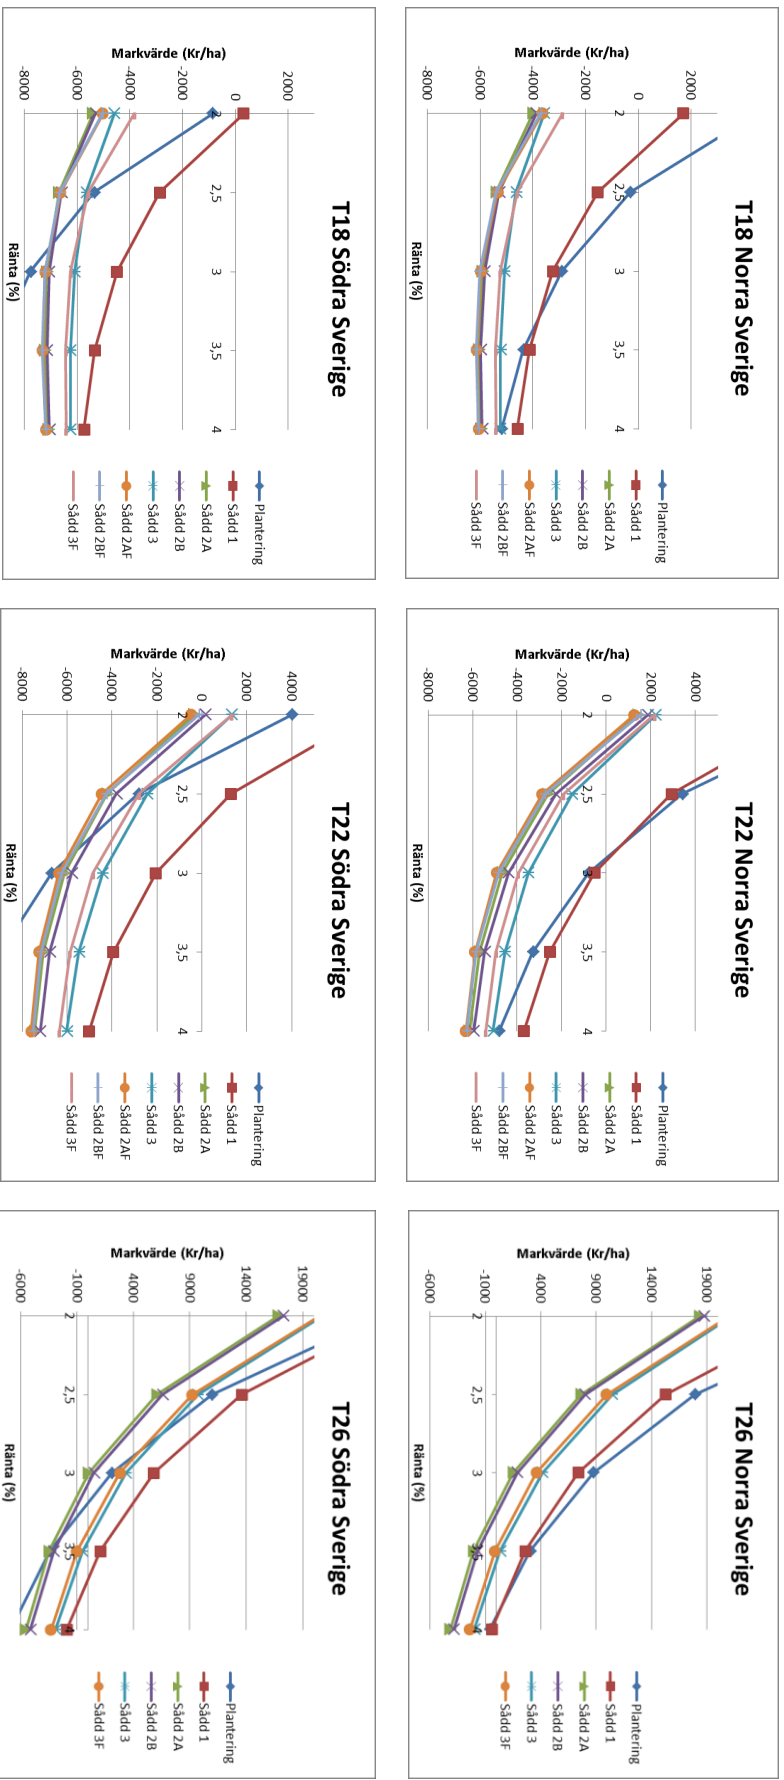 T18 Norra Sverige
Markvärde (Kr/ha)
2000
0
-2000
-4000
-6000
-8000
2
2,5
3
3,5
4
Ränta (%)
Plantering
Sådd 1
Sådd 2A
Sådd 2B
Sådd 3
Sådd 2AF
Sådd 2BF
Sådd 3F
T22 Norra Sverige
Markvärde (Kr/ha)
4000
2000
0
-2000
-4000
-6000
-8000
2
2,5
3
3,5
4
Ränta (%)
Plantering
Sådd 1
Sådd 2A
Sådd 2B
Sådd 3
Sådd 2AF
Sådd 2BF
Sådd 3F
T26 Norra Sverige
Markvärde (Kr/ha)
19000
14000
9000
4000
-1000
-6000
2
2,5
3
3,5
4
Ränta (%)
Plantering
Sådd 1
Sådd 2A
Sådd 2B
Sådd 3
Sådd 3F
T18 Södra Sverige
Markvärde (Kr/ha)
2000
0
-2000
-4000
-6000
-8000
2
2,5
3
3,5
4
Ränta (%)
Plantering
Sådd 1
Sådd 2A
Sådd 2B
Sådd 3
Sådd 2AF
Sådd 2BF
Sådd 3F
T22 Södra Sverige
Markvärde (Kr/ha)
4000
2000
0
-2000
-4000
-6000
-8000
2
2,5
3
3,5
4
Ränta (%)
Plantering
Sådd 1
Sådd 2A
Sådd 2B
Sådd 3
Sådd 2AF
Sådd 2BF
Sådd 3F
T26 Södra Sverige
Markvärde (Kr/ha)
19000
14000
9000
4000
-1000
-6000
2
2,5
3
3,5
4
Ränta (%)
Plantering
Sådd 1
Sådd 2A
Sådd 2B
Sådd 3
Sådd 3F